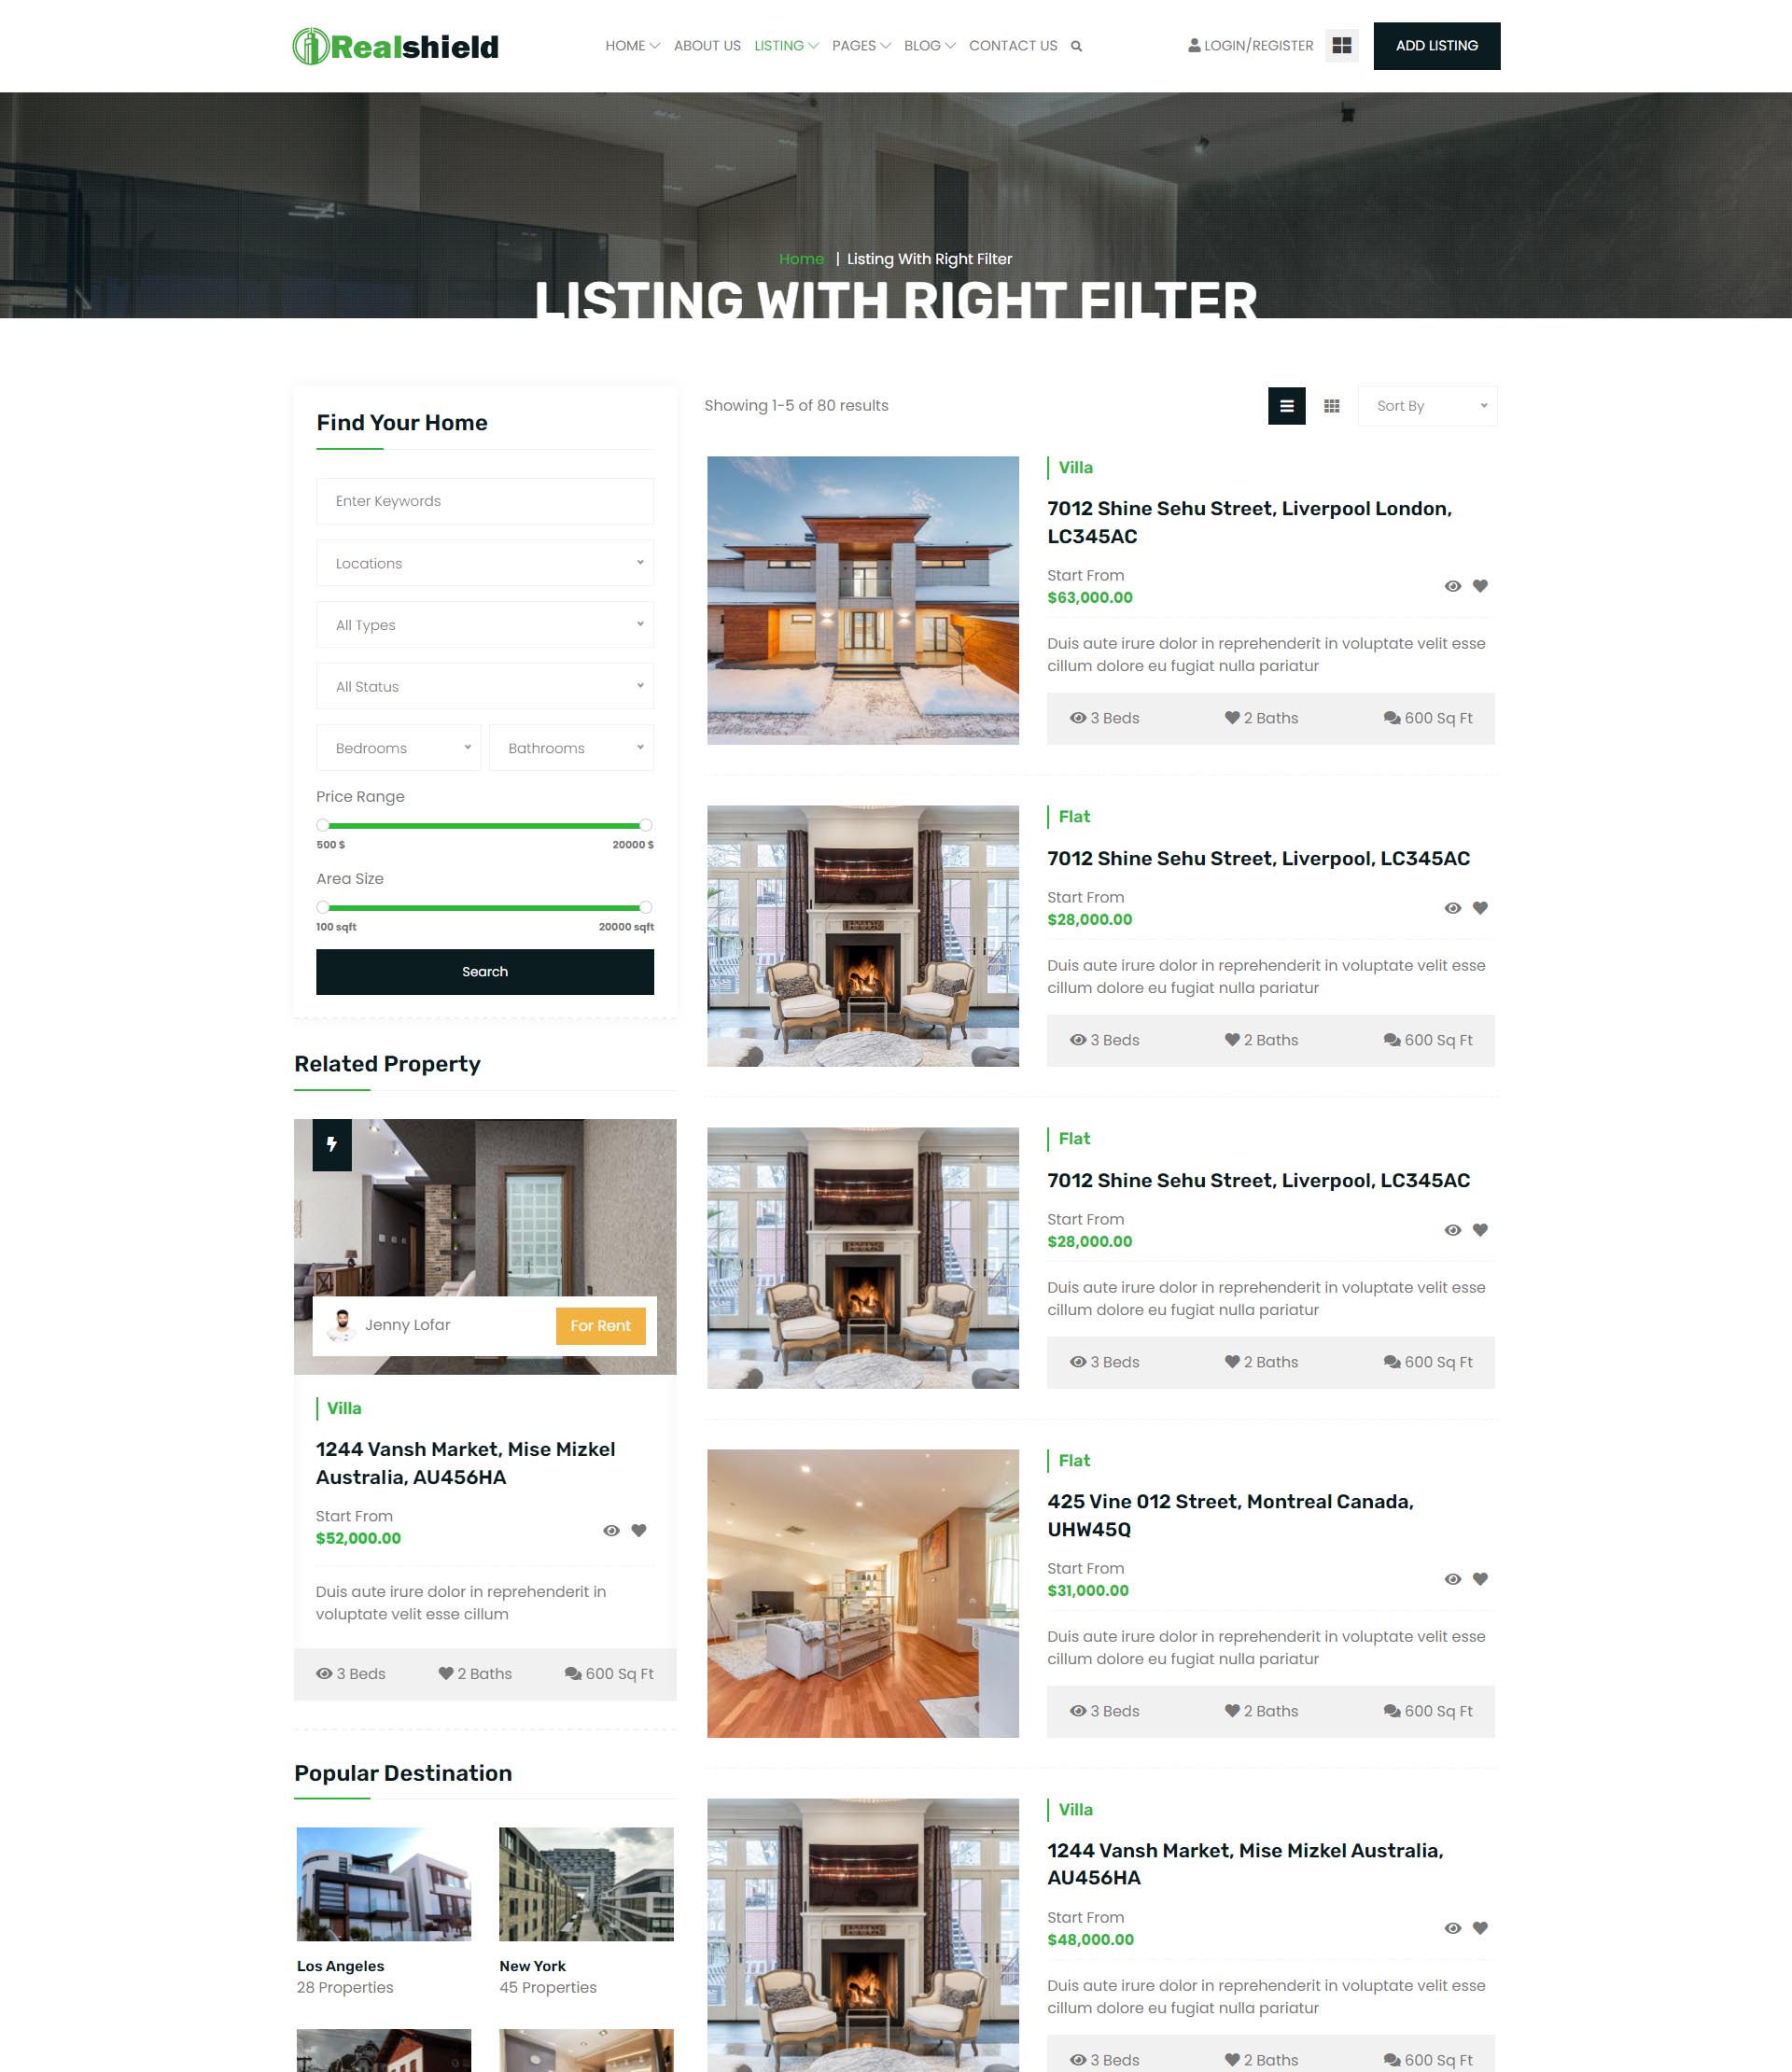 Realshield
HOME ABOUT US LISTING PAGES BLOG CONTACT US
LOGIN/REGISTER
ADD LISTING
Home | Listing With Right Filter
LISTING WITH RIGHT FILTER
Find Your Home
Enter Keywords
Locations
All Types
All Status
Bedrooms Bathrooms
Price Range
500 $ 20000 $
Area Size
100 sqft 20000 sqft
Search
Related Property
Jenny Lofar
For Rent
Villa
1244 Vansh Market, Mise Mizkel
Australia, AU456HA
Start From
$52,000.00
Duis aute irure dolor in reprehenderit in
voluptate velit esse cillum
3 Beds 2 Baths 600 Sq Ft
Popular Destination
Los Angeles
28 Properties
New York
45 Properties
Showing 1-5 of 80 results
Sort By
Villa
7012 Shine Sehu Street, Liverpool London,
LC345AC
Start From
$63,000.00
Duis aute irure dolor in reprehenderit in voluptate velit esse
cillum dolore eu fugiat nulla pariatur
3 Beds 2 Baths 600 Sq Ft
Flat
7012 Shine Sehu Street, Liverpool, LC345AC
Start From
$28,000.00
Duis aute irure dolor in reprehenderit in voluptate velit esse
cillum dolore eu fugiat nulla pariatur
3 Beds 2 Baths 600 Sq Ft
Flat
7012 Shine Sehu Street, Liverpool, LC345AC
Start From
$28,000.00
Duis aute irure dolor in reprehenderit in voluptate velit esse
cillum dolore eu fugiat nulla pariatur
3 Beds 2 Baths 600 Sq Ft
Flat
425 Vine 012 Street, Montreal Canada,
UHW45Q
Start From
$31,000.00
Duis aute irure dolor in reprehenderit in voluptate velit esse
cillum dolore eu fugiat nulla pariatur
3 Beds 2 Baths 600 Sq Ft
Villa
1244 Vansh Market, Mise Mizkel Australia,
AU456HA
Start From
$48,000.00
Duis aute irure dolor in reprehenderit in voluptate velit esse
cillum dolore eu fugiat nulla pariatur
3 Beds 2 Baths 600 Sq Ft